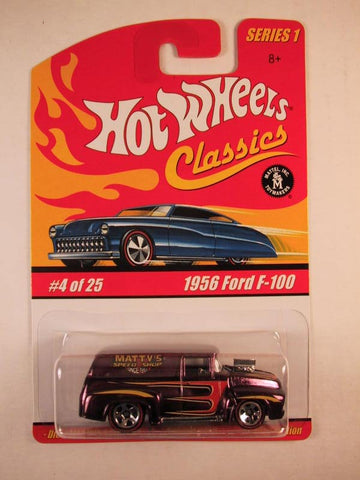 SERIES 1
8+
Hot Wheels
Classics
MATTEL, INC.
M
TOYMAKERS
#4 of 25
1956 Ford F-100
MATTY'S
SPEED SHOP